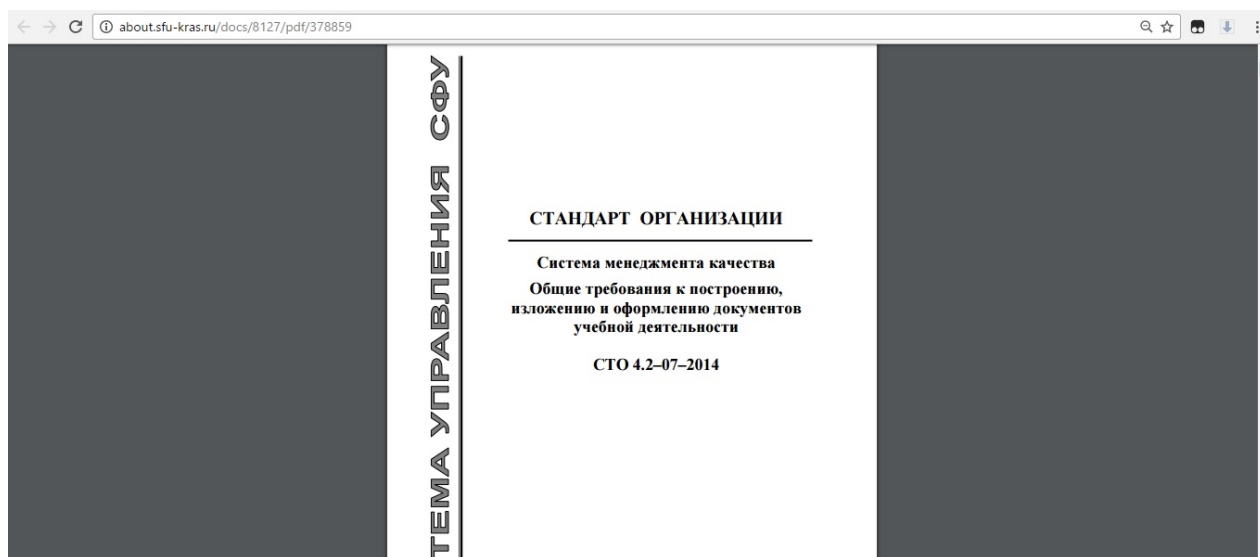 about.sfu-kras.ru/docs/8127/pdf/378859
ТЕМА УПРАВЛЕНИЯ СФУ
СТАНДАРТ ОРГАНИЗАЦИИ
Система менеджмента качества
Общие требования к построению,
изложению и оформлению документов
учебной деятельности
СТО 4.2–07–2014